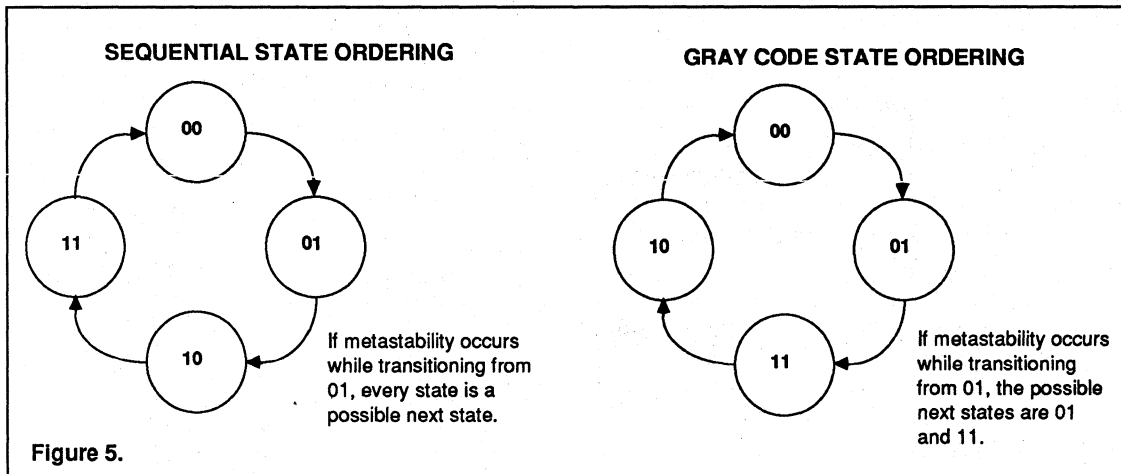 SEQUENTIAL STATE ORDERING
00
01
10
11
If metastability occurs
while transitioning from
01, every state is a
possible next state.
GRAY CODE STATE ORDERING
00
01
11
10
If metastability occurs
while transitioning
from 01, the possible
next states are 01
and 11.
Figure 5.